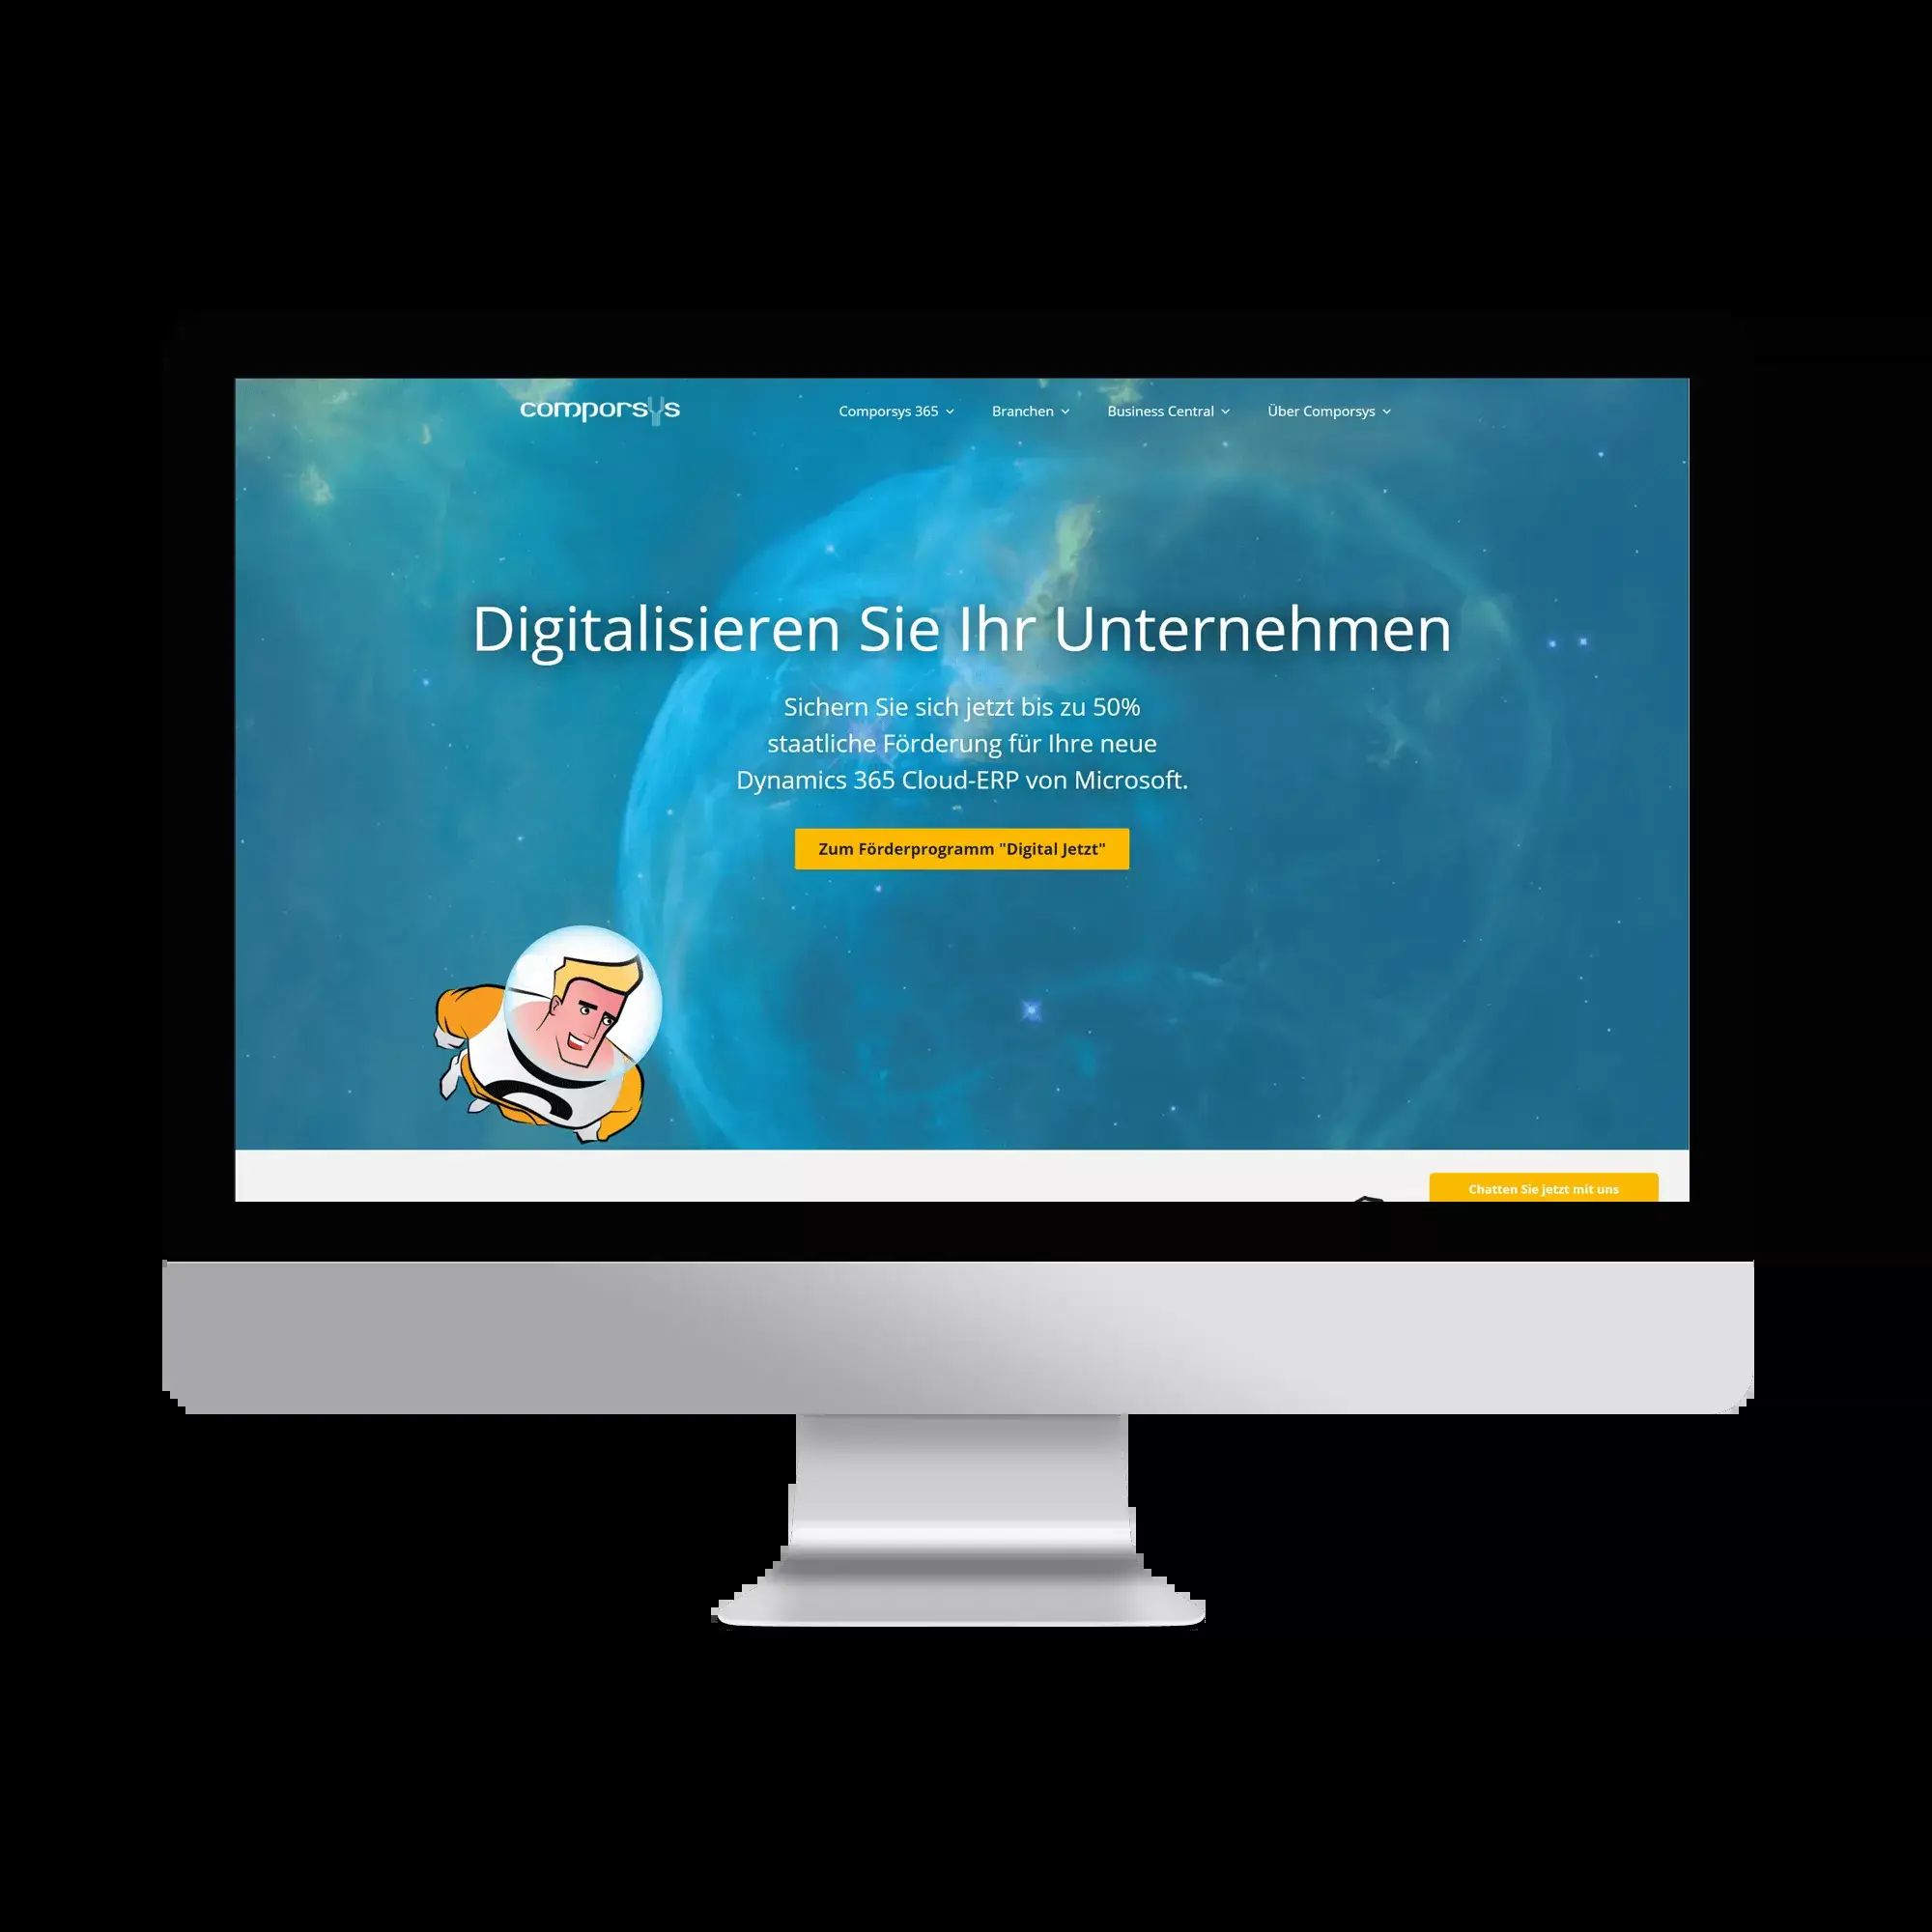 comporsys
Comporsys 365
Branchen
Business Central
Über Comporsys
Digitalisieren Sie Ihr Unternehmen
Sichern Sie sich jetzt bis zu 50%
staatliche Förderung für Ihre neue
Dynamics 365 Cloud-ERP von Microsoft.
Zum Förderprogramm "Digital Jetzt"
Chatten Sie jetzt mit uns